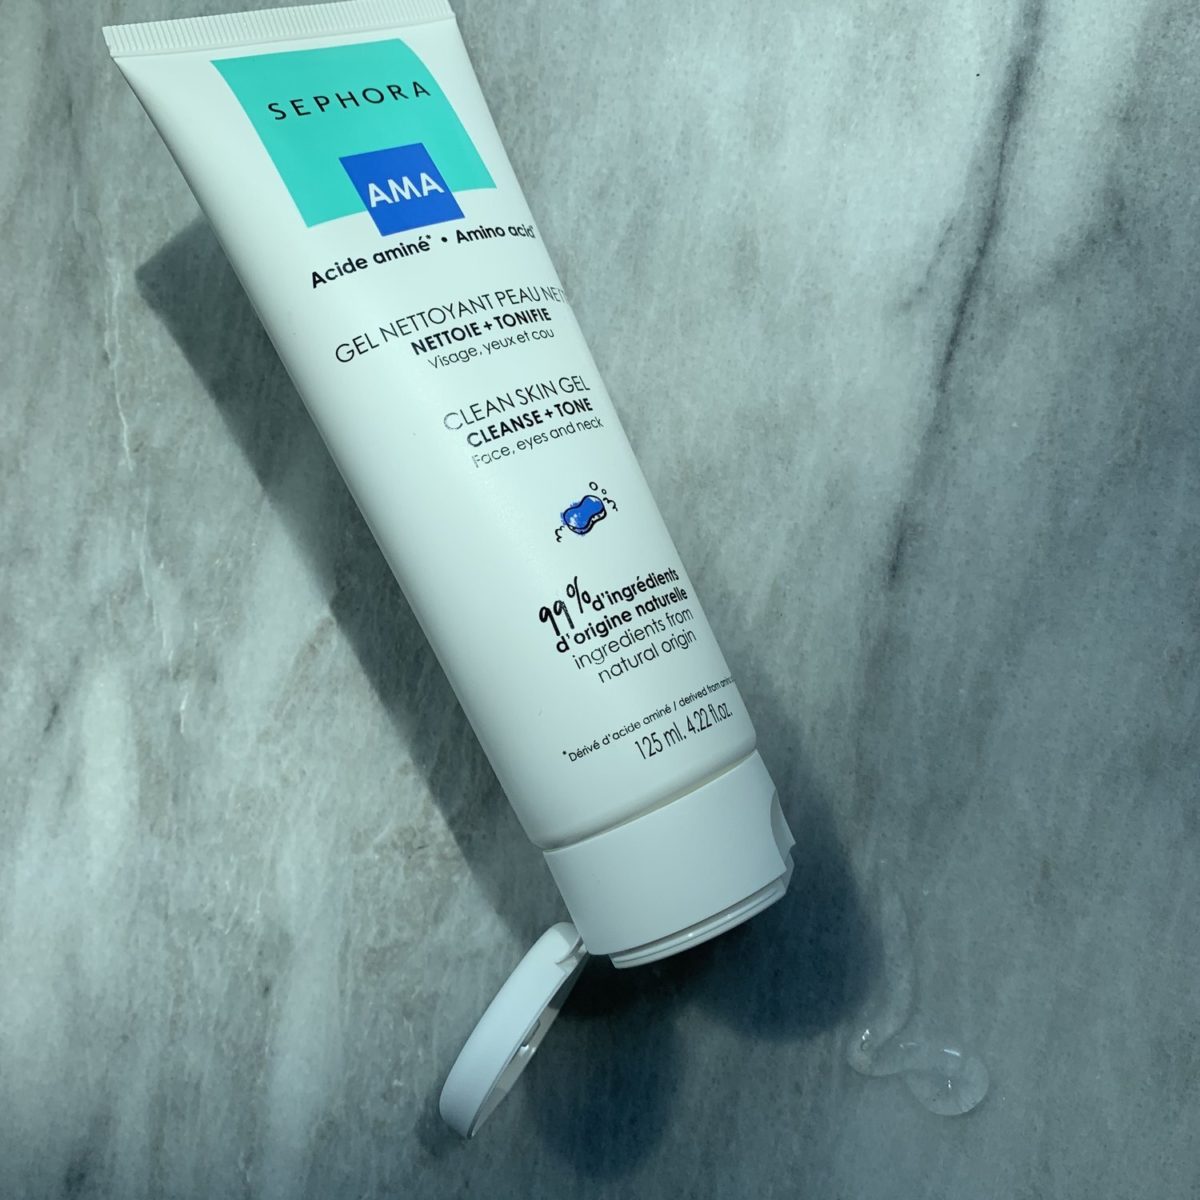 SEPHORA
AMA
Acide aminé* • Amino acid*
GEL NETTOYANT PEAU NETTE
NETTOIE + TONIFIE
Visage, yeux et cou
CLEAN SKIN GEL
CLEANSE + TONE
Face, eyes and neck
99% d'ingrédients
d'origine naturelle
ingredients from
natural origin
*Dérivé d'acide aminé / derived from
125 ml. 4.22 fl.oz.